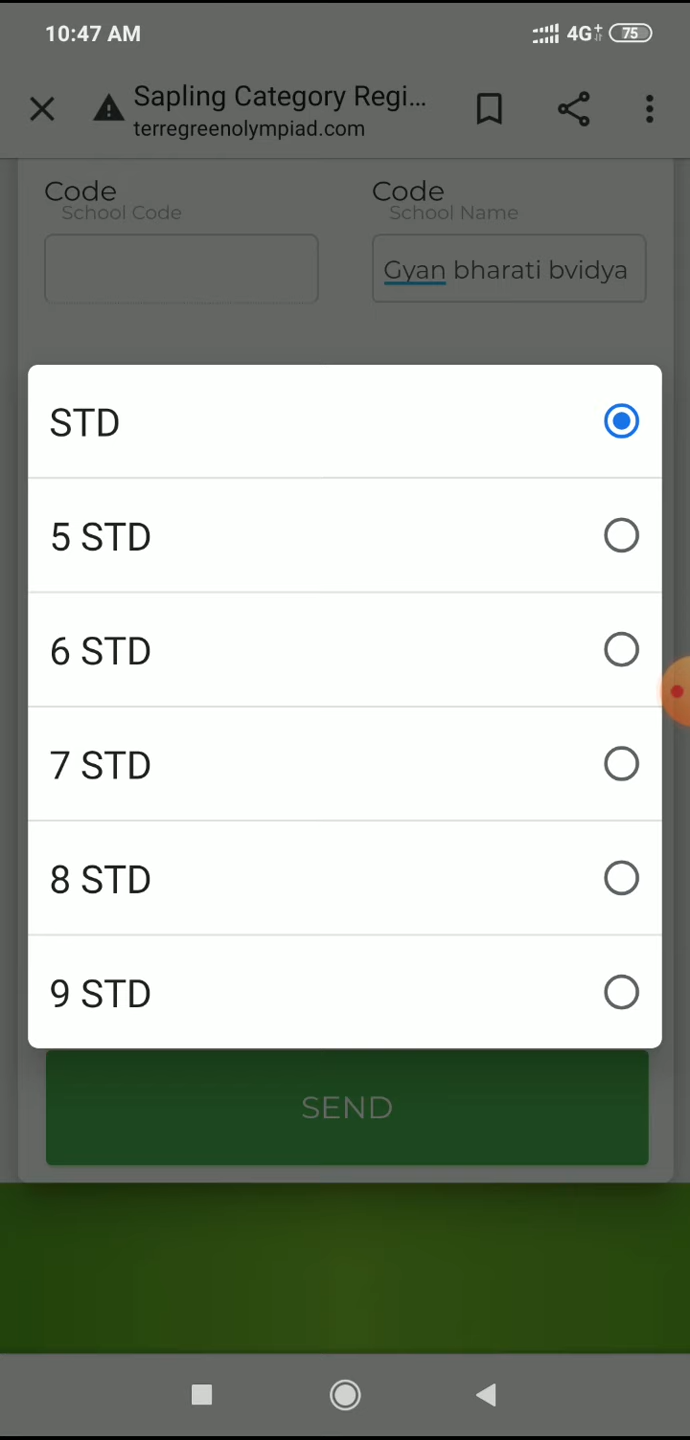 10:47 AM 4G+ 75
Sapling Category Regi...
terregreenolympiad.com
Code Code
School Code School Name
Gyan bharati bvidya
STD
5 STD
6 STD
7 STD
8 STD
9 STD
SEND